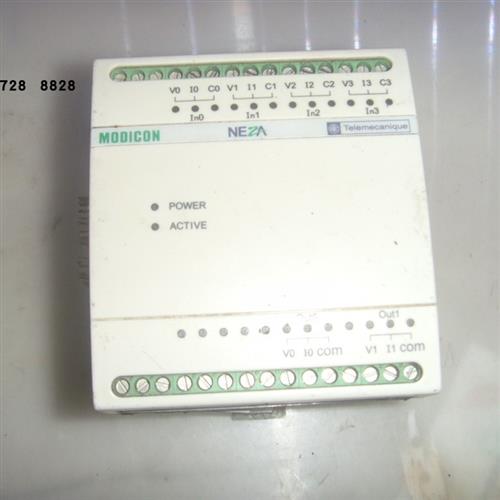 728 8828
V0 I0 C0 V1 I1 C1 V2 I2 C2 V3 I3 C3
In0 In1 In2 In3
MODICON NEZA Telemecanique
POWER
ACTIVE
Out1
V0 I0 com V1 I1 com